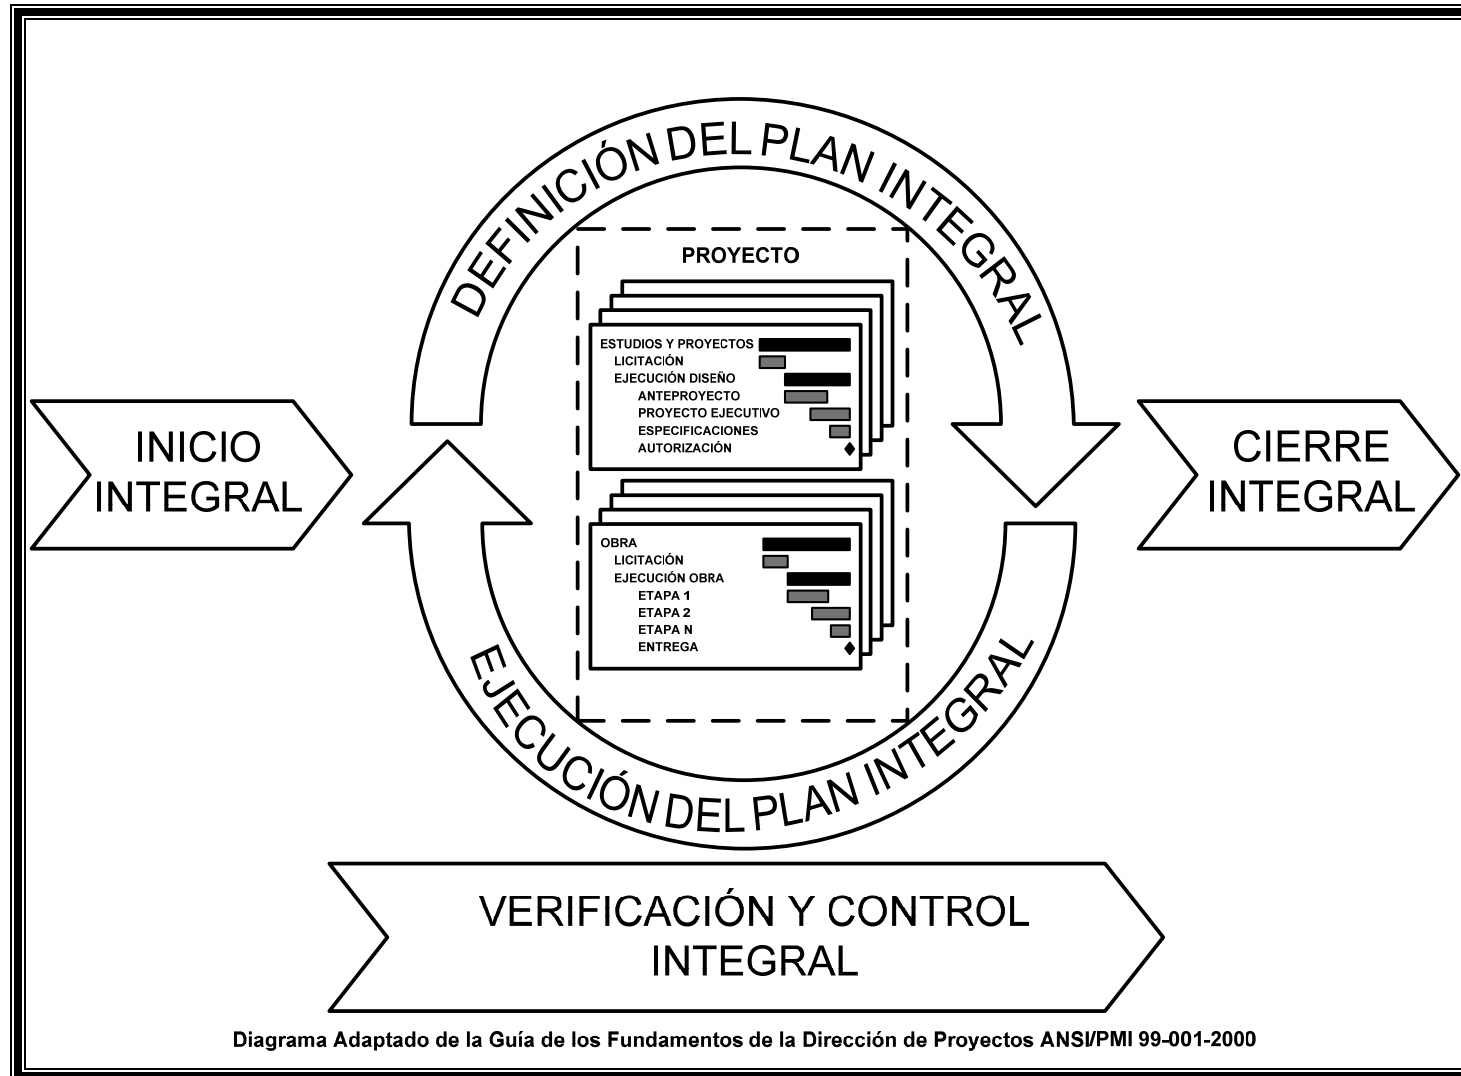 DEFINICIÓN DEL PLAN INTEGRAL
PROYECTO
ESTUDIOS Y PROYECTOS
LICITACIÓN
EJECUCIÓN DISEÑO
ANTEPROYECTO
PROYECTO EJECUTIVO
ESPECIFICACIONES
AUTORIZACIÓN
INICIO
INTEGRAL
CIERRE
INTEGRAL
OBRA
LICITACIÓN
EJECUCIÓN OBRA
ETAPA 1
ETAPA 2
ETAPA N
ENTREGA
EJECUCIÓN DEL PLAN INTEGRAL
VERIFICACIÓN Y CONTROL
INTEGRAL
Diagrama Adaptado de la Guía de los Fundamentos de la Dirección de Proyectos ANSI/PMI 99-001-2000